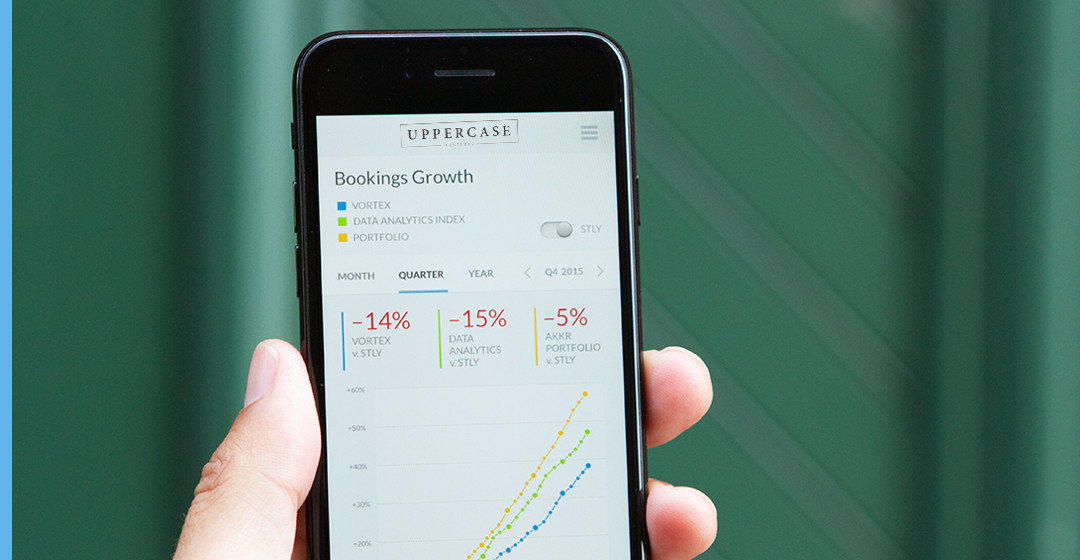 UPPERCASE
Bookings Growth
VORTEX
DATA ANALYTICS INDEX
PORTFOLIO
STLY
MONTH QUARTER YEAR < Q4 2015 >
–14% –15% –5%
VORTEX DATA AKKR
v. STLY ANALYTICS PORTFOLIO
v. STLY v. STLY
+60%
+50%
+40%
+30%
+20%